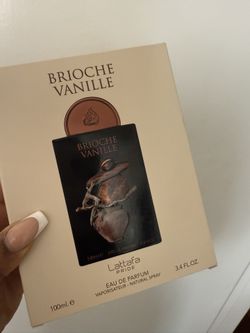 BRIOCHE
VANILLE
BRIOCHE
VANILLE
Lattafa
PRIDE
EAU DE PARFUM
VAPORISATEUR - NATURAL SPRAY
100ml ℮
3.4 FL.OZ.